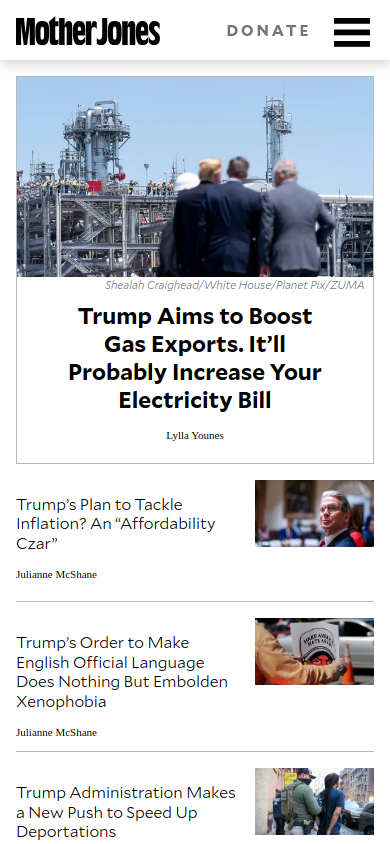 Mother Jones
DONATE
Shealah Craighead/White House/Planet Pix/ZUMA
Trump Aims to Boost
Gas Exports. It’ll
Probably Increase Your
Electricity Bill
Lylla Younes
Trump’s Plan to Tackle
Inflation? An “Affordability
Czar”
Julianne McShane
Trump’s Order to Make
English Official Language
Does Nothing But Embolden
Xenophobia
Julianne McShane
Trump Administration Makes
a New Push to Speed Up
Deportations